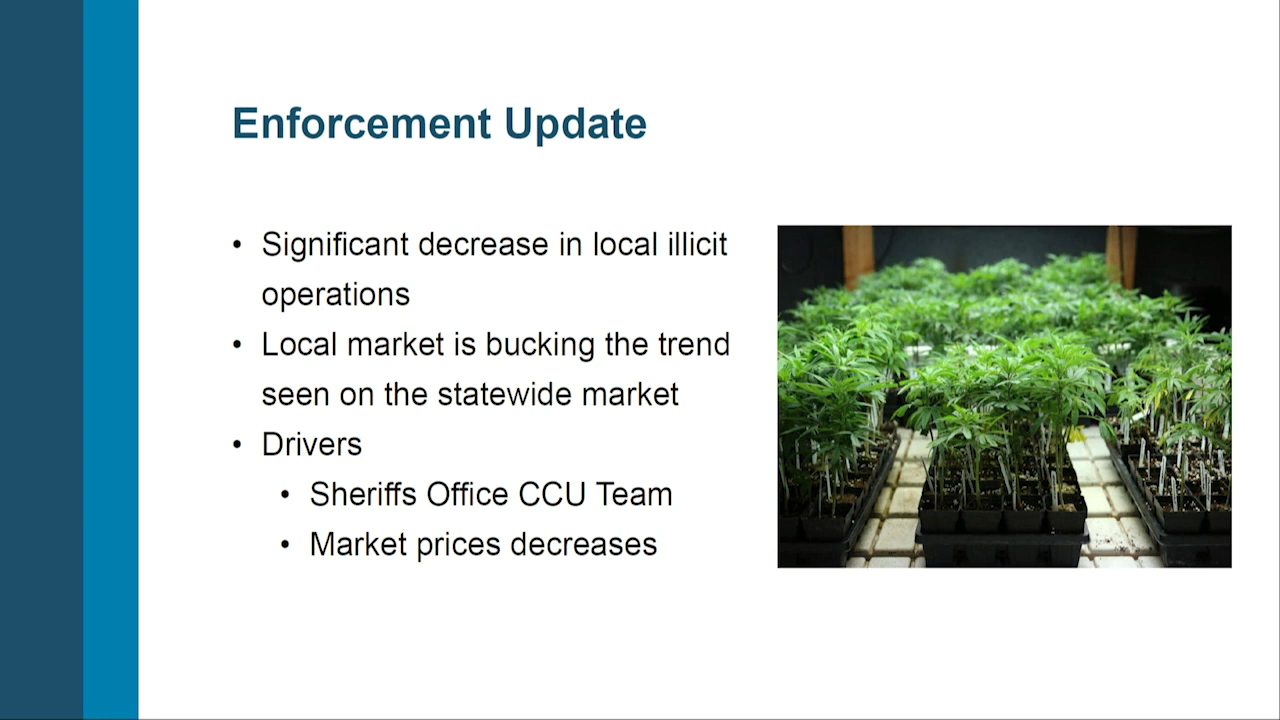 Enforcement Update
• Significant decrease in local illicit
operations
• Local market is bucking the trend
seen on the statewide market
• Drivers
• Sheriffs Office CCU Team
• Market prices decreases